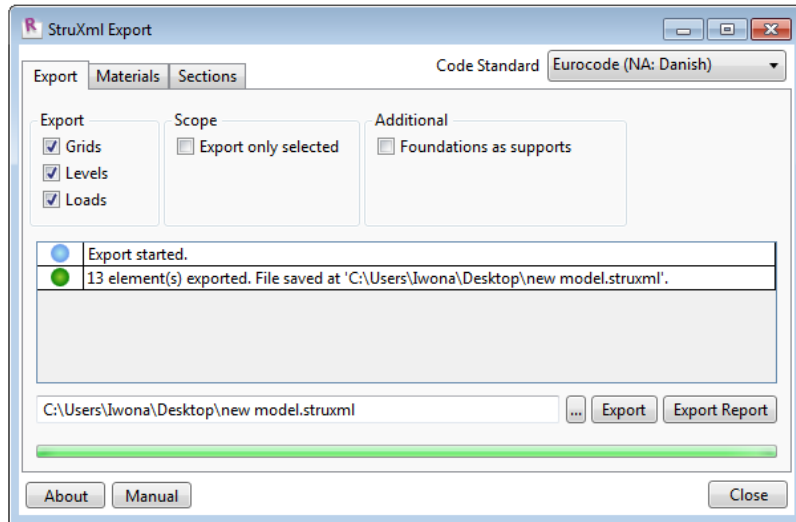 StruXml Export
Code Standard Eurocode (NA: Danish)
Export Materials Sections
Export Scope Additional
Grids Export only selected Foundations as supports
Levels
Loads
Export started.
13 element(s) exported. File saved at 'C:\Users\Iwona\Desktop\new model.struxml'.
C:\Users\Iwona\Desktop\new model.struxml ... Export Export Report
About Manual Close